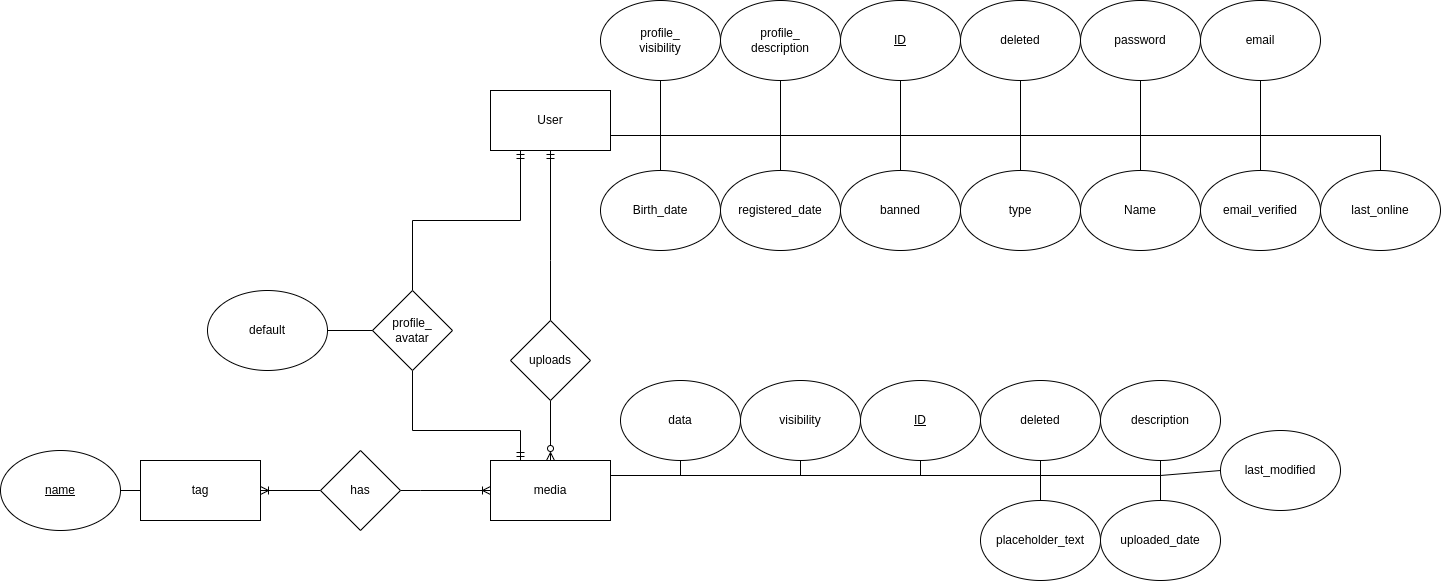 profile_
visibility
profile_
description
ID
deleted
password
email
User
Birth_date
registered_date
banned
type
Name
email_verified
last_online
default
profile_
avatar
uploads
data
visibility
ID
deleted
description
last_modified
name
tag
has
media
placeholder_text
uploaded_date